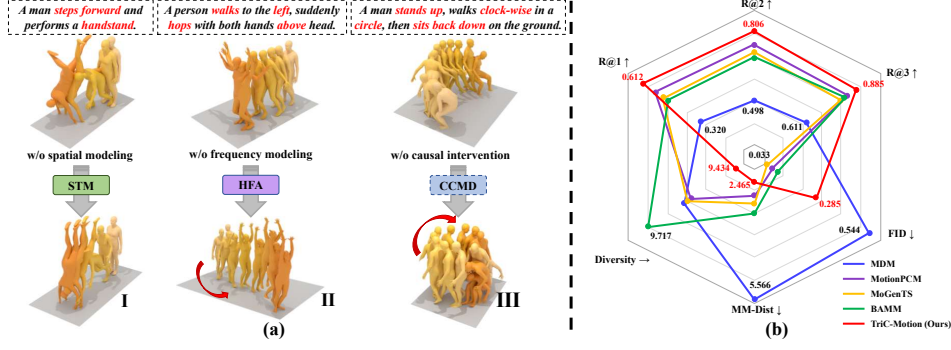 A man steps forward and
performs a handstand.
A person walks to the left, suddenly
hops with both hands above head.
A man stands up, walks clock-wise in a
circle, then sits back down on the ground.
w/o spatial modeling
w/o frequency modeling
w/o causal intervention
STM
HFA
CCMD
I
II
III
(a)
R@2 ↑
0.806
R@1 ↑
0.612
R@3 ↑
0.885
0.498
0.320
0.611
0.033
9.434
2.465
0.285
9.717
0.544
FID ↓
Diversity →
5.566
MM-Dist ↓
MDM
MotionPCM
MoGenTS
BAMM
TriC-Motion (Ours)
(b)